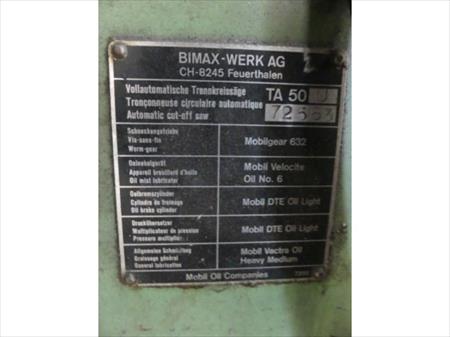 BIMAX-WERK AG
CH-8245 Feuerthalen
Vollautomatische Trennkreissäge
Tronçonneuse circulaire automatique
Automatic cut-off saw
TA 50
Schneckengetriebe
Vis-sans-fin
Worm-gear
Mobilgear 632
Oelnebelgerät
Appareil brouillard d'huile
Oil mist lubricator
Mobil Velocite
Oil No. 6
Oelbremszylinder
Cylindre de freinage
Oil brake cylinder
Mobil DTE Oil Light
Druckübersetzer
Multiplicateur de pression
Pressure multiplier
Mobil DTE Oil Light
Allgemeine Schmierung
Graissage général
General lubrication
Mobil Vactra Oil
Heavy Medium
Mobil Oil Companies